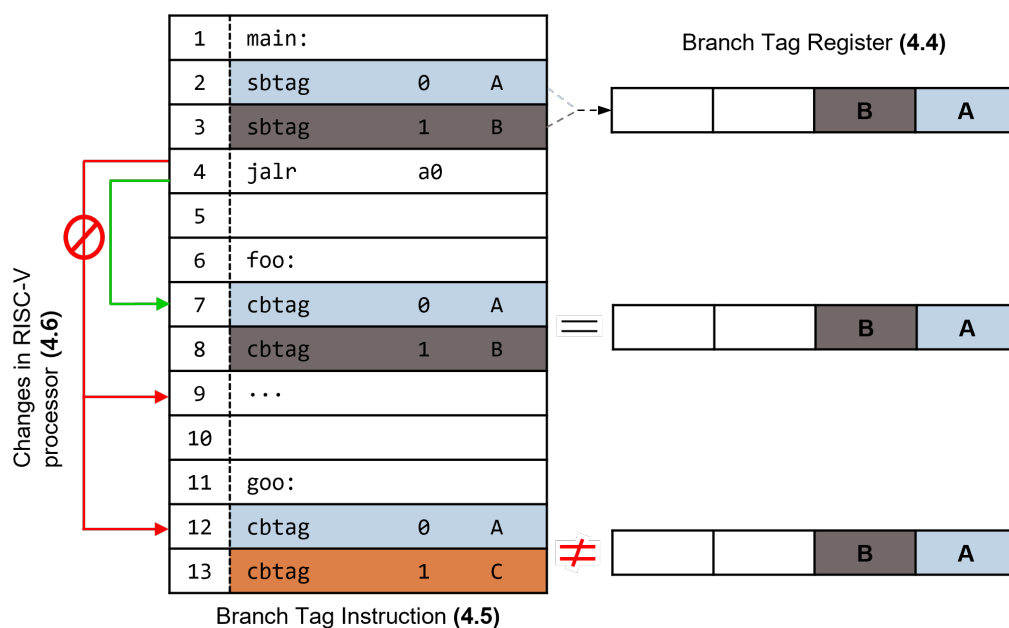 Branch Tag Register (4.4)
1 main:
2 sbtag 0 A
3 sbtag 1 B
B A
4 jalr a0
5
6 foo:
7 cbtag 0 A
8 cbtag 1 B
= B A
9 ...
10
11 goo:
12 cbtag 0 A
13 cbtag 1 C
≠ B A
Changes in RISC-V
processor (4.6)
Branch Tag Instruction (4.5)